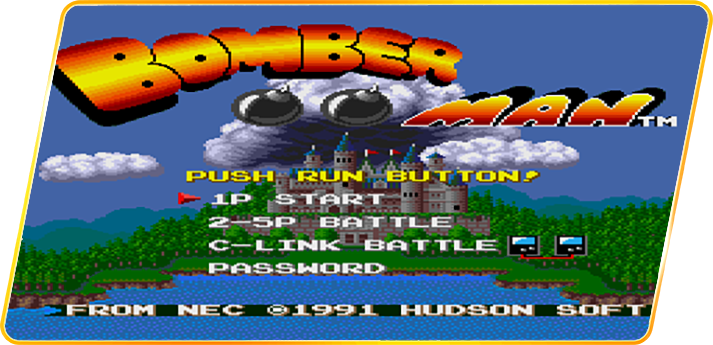 BOMBER
MAN™
PUSH RUN BUTTON!
1P START
2-5P BATTLE
C-LINK BATTLE
PASSWORD
FROM NEC ©1991 HUDSON SOFT